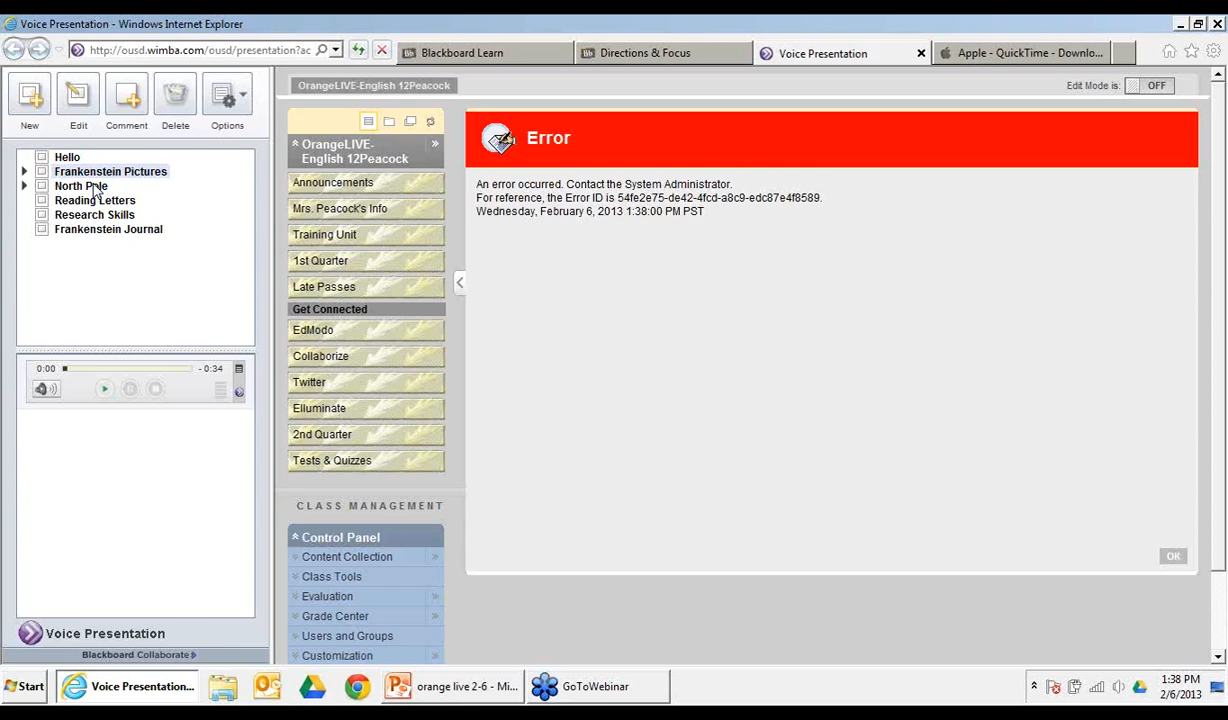 Voice Presentation - Windows Internet Explorer
http://ousd.wimba.com/ousd/presentation?ac
Bb Blackboard Learn
Bb Directions & Focus
Voice Presentation
Apple - QuickTime - Downlo...
New
Edit
Comment
Delete
Options
Hello
Frankenstein Pictures
North Pole
Reading Letters
Research Skills
Frankenstein Journal
0:00
- 0:34
Voice Presentation
Blackboard Collaborate
OrangeLIVE-English 12Peacock
Edit Mode is:
OFF
OrangeLIVE-
English 12Peacock
Announcements
Mrs. Peacock's Info
Training Unit
1st Quarter
Late Passes
Get Connected
EdModo
Collaborize
Twitter
Elluminate
2nd Quarter
Tests & Quizzes
CLASS MANAGEMENT
Control Panel
Content Collection
Class Tools
Evaluation
Grade Center
Users and Groups
Customization
Error
An error occurred. Contact the System Administrator.
For reference, the Error ID is 54fe2e75-de42-4fcd-a8c9-edc87e4f8589.
Wednesday, February 6, 2013 1:38:00 PM PST
OK
Start
Voice Presentation...
orange live 2-6 - Mi...
GoToWebinar
1:38 PM
2/6/2013